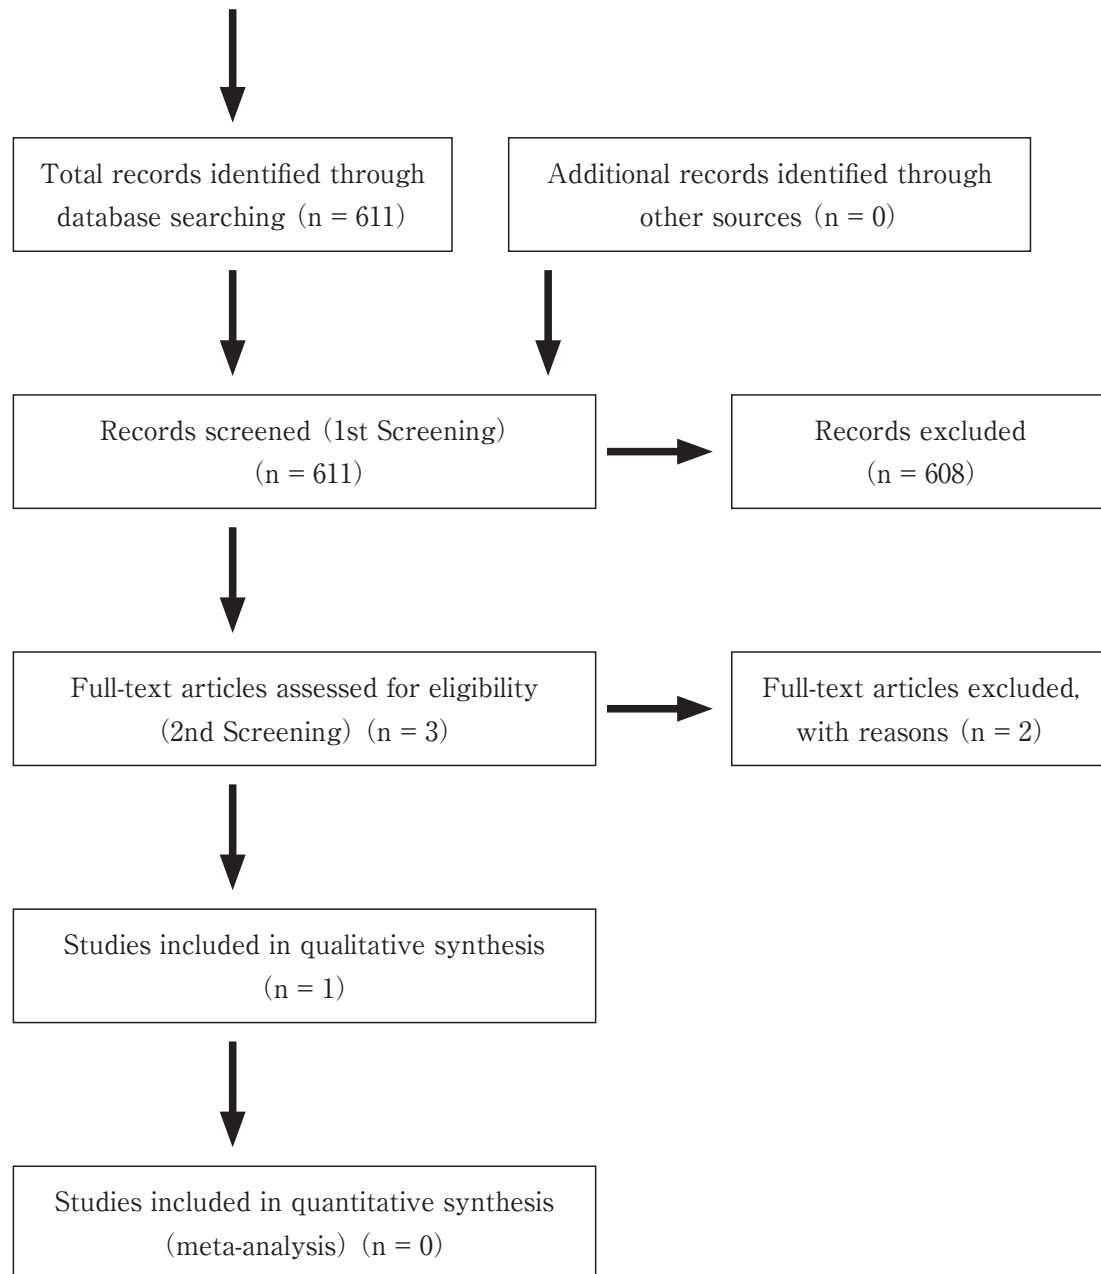 Total records identified through
database searching (n = 611)
Additional records identified through
other sources (n = 0)
Records screened (1st Screening)
(n = 611)
Records excluded
(n = 608)
Full-text articles assessed for eligibility
(2nd Screening) (n = 3)
Full-text articles excluded,
with reasons (n = 2)
Studies included in qualitative synthesis
(n = 1)
Studies included in quantitative synthesis
(meta-analysis) (n = 0)